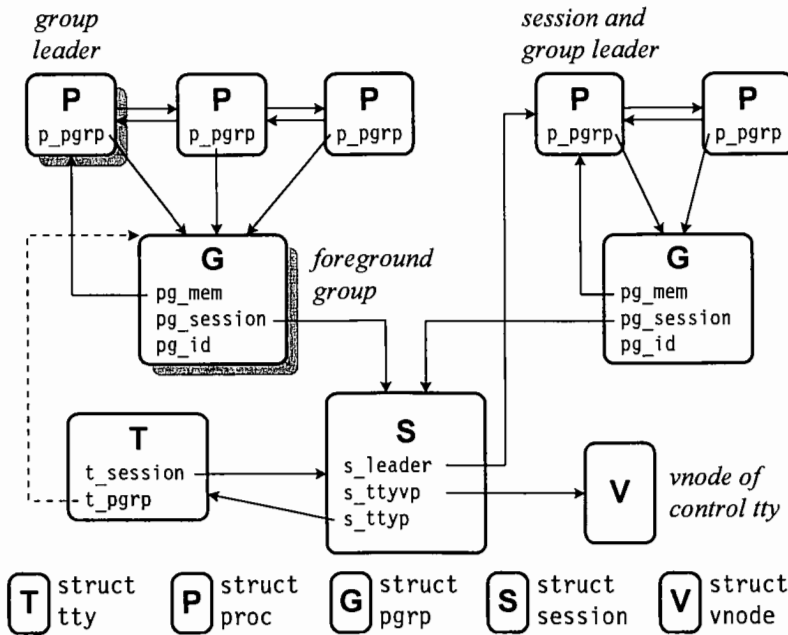 group
leader
session and
group leader
P
p_pgrp
P
p_pgrp
P
p_pgrp
P
p_pgrp
P
p_pgrp
G
pg_mem
pg_session
pg_id
foreground
group
G
pg_mem
pg_session
pg_id
T
t_session
t_pgrp
S
s_leader
s_ttyvp
s_ttyp
V
vnode of
control tty
T struct
tty
P struct
proc
G struct
pgrp
S struct
session
V struct
vnode